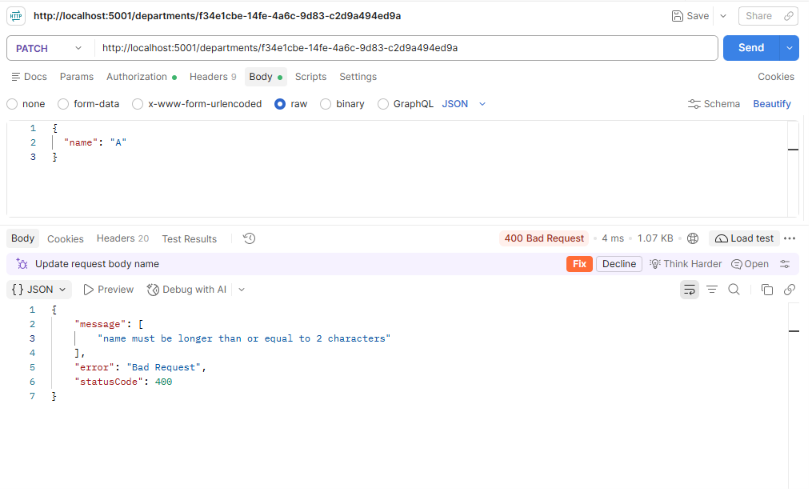 HTTP http://localhost:5001/departments/f34e1cbe-14fe-4a6c-9d83-c2d9a494ed9a Save Share
PATCH http://localhost:5001/departments/f34e1cbe-14fe-4a6c-9d83-c2d9a494ed9a Send
Docs Params Authorization Headers 9 Body Scripts Settings Cookies
none form-data x-www-form-urlencoded raw binary GraphQL JSON Schema Beautify
1 {
2 "name": "A"
3 }
Body Cookies Headers 20 Test Results 400 Bad Request 4 ms 1.07 KB Load test
Update request body name Fix Decline Think Harder Open
{} JSON Preview Debug with AI
1 {
2 "message": [
3 "name must be longer than or equal to 2 characters"
4 ],
5 "error": "Bad Request",
6 "statusCode": 400
7 }